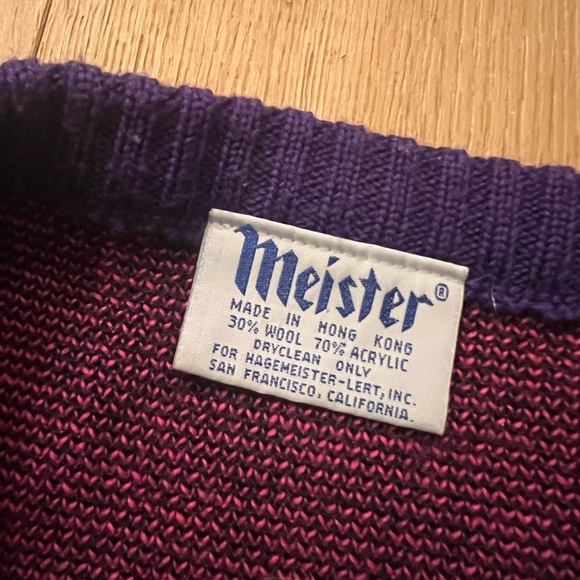 Meister®
MADE IN HONG KONG
30% WOOL 70% ACRYLIC
DRYCLEAN ONLY
FOR HAGEMEISTER-LERT, INC.
SAN FRANCISCO, CALIFORNIA.